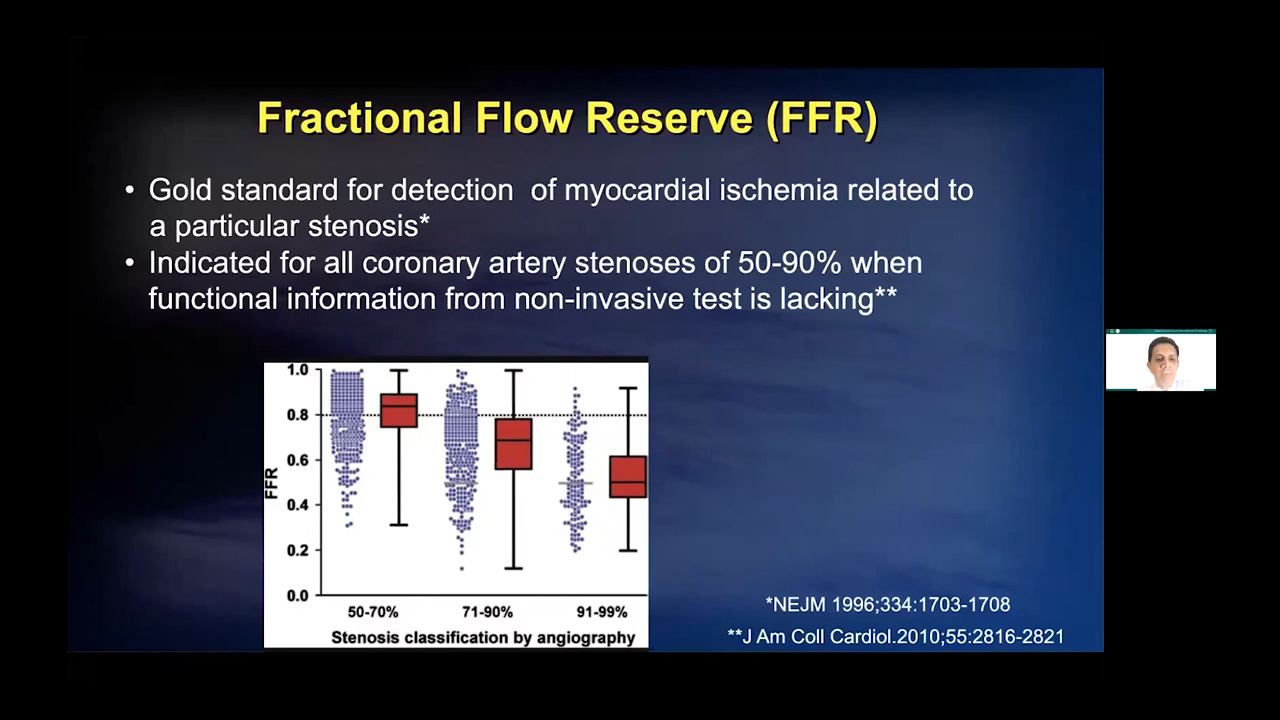 Fractional Flow Reserve (FFR)
• Gold standard for detection of myocardial ischemia related to
a particular stenosis*
• Indicated for all coronary artery stenoses of 50-90% when
functional information from non-invasive test is lacking**
1.0
0.8
0.6
0.4
0.2
0.0
FFR
50-70% 71-90% 91-99%
Stenosis classification by angiography
*NEJM 1996;334:1703-1708
**J Am Coll Cardiol.2010;55:2816-2821